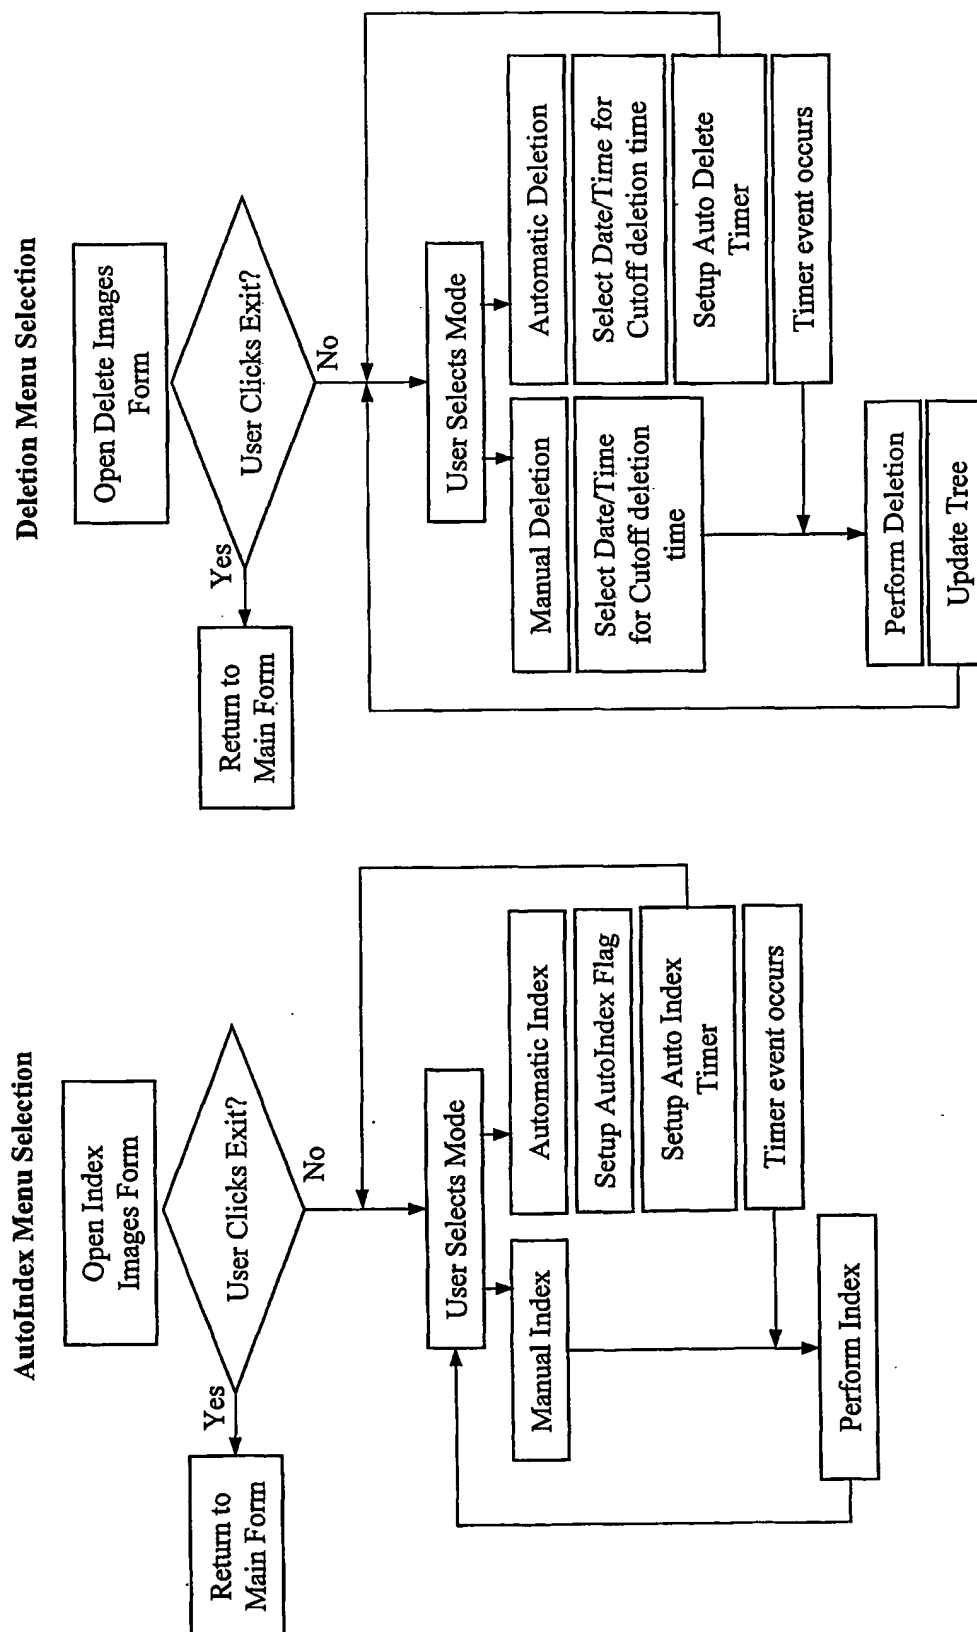 AutoIndex Menu Selection
Open Index
Images Form
User Clicks Exit?
Yes
No
Return to
Main Form
User Selects Mode
Manual Index
Automatic Index
Setup AutoIndex Flag
Setup Auto Index
Timer
Timer event occurs
Perform Index
Deletion Menu Selection
Open Delete Images
Form
User Clicks Exit?
Yes
No
Return to
Main Form
User Selects Mode
Manual Deletion
Select Date/Time
for Cutoff deletion
time
Automatic Deletion
Select Date/Time for
Cutoff deletion time
Setup Auto Delete
Timer
Timer event occurs
Perform Deletion
Update Tree